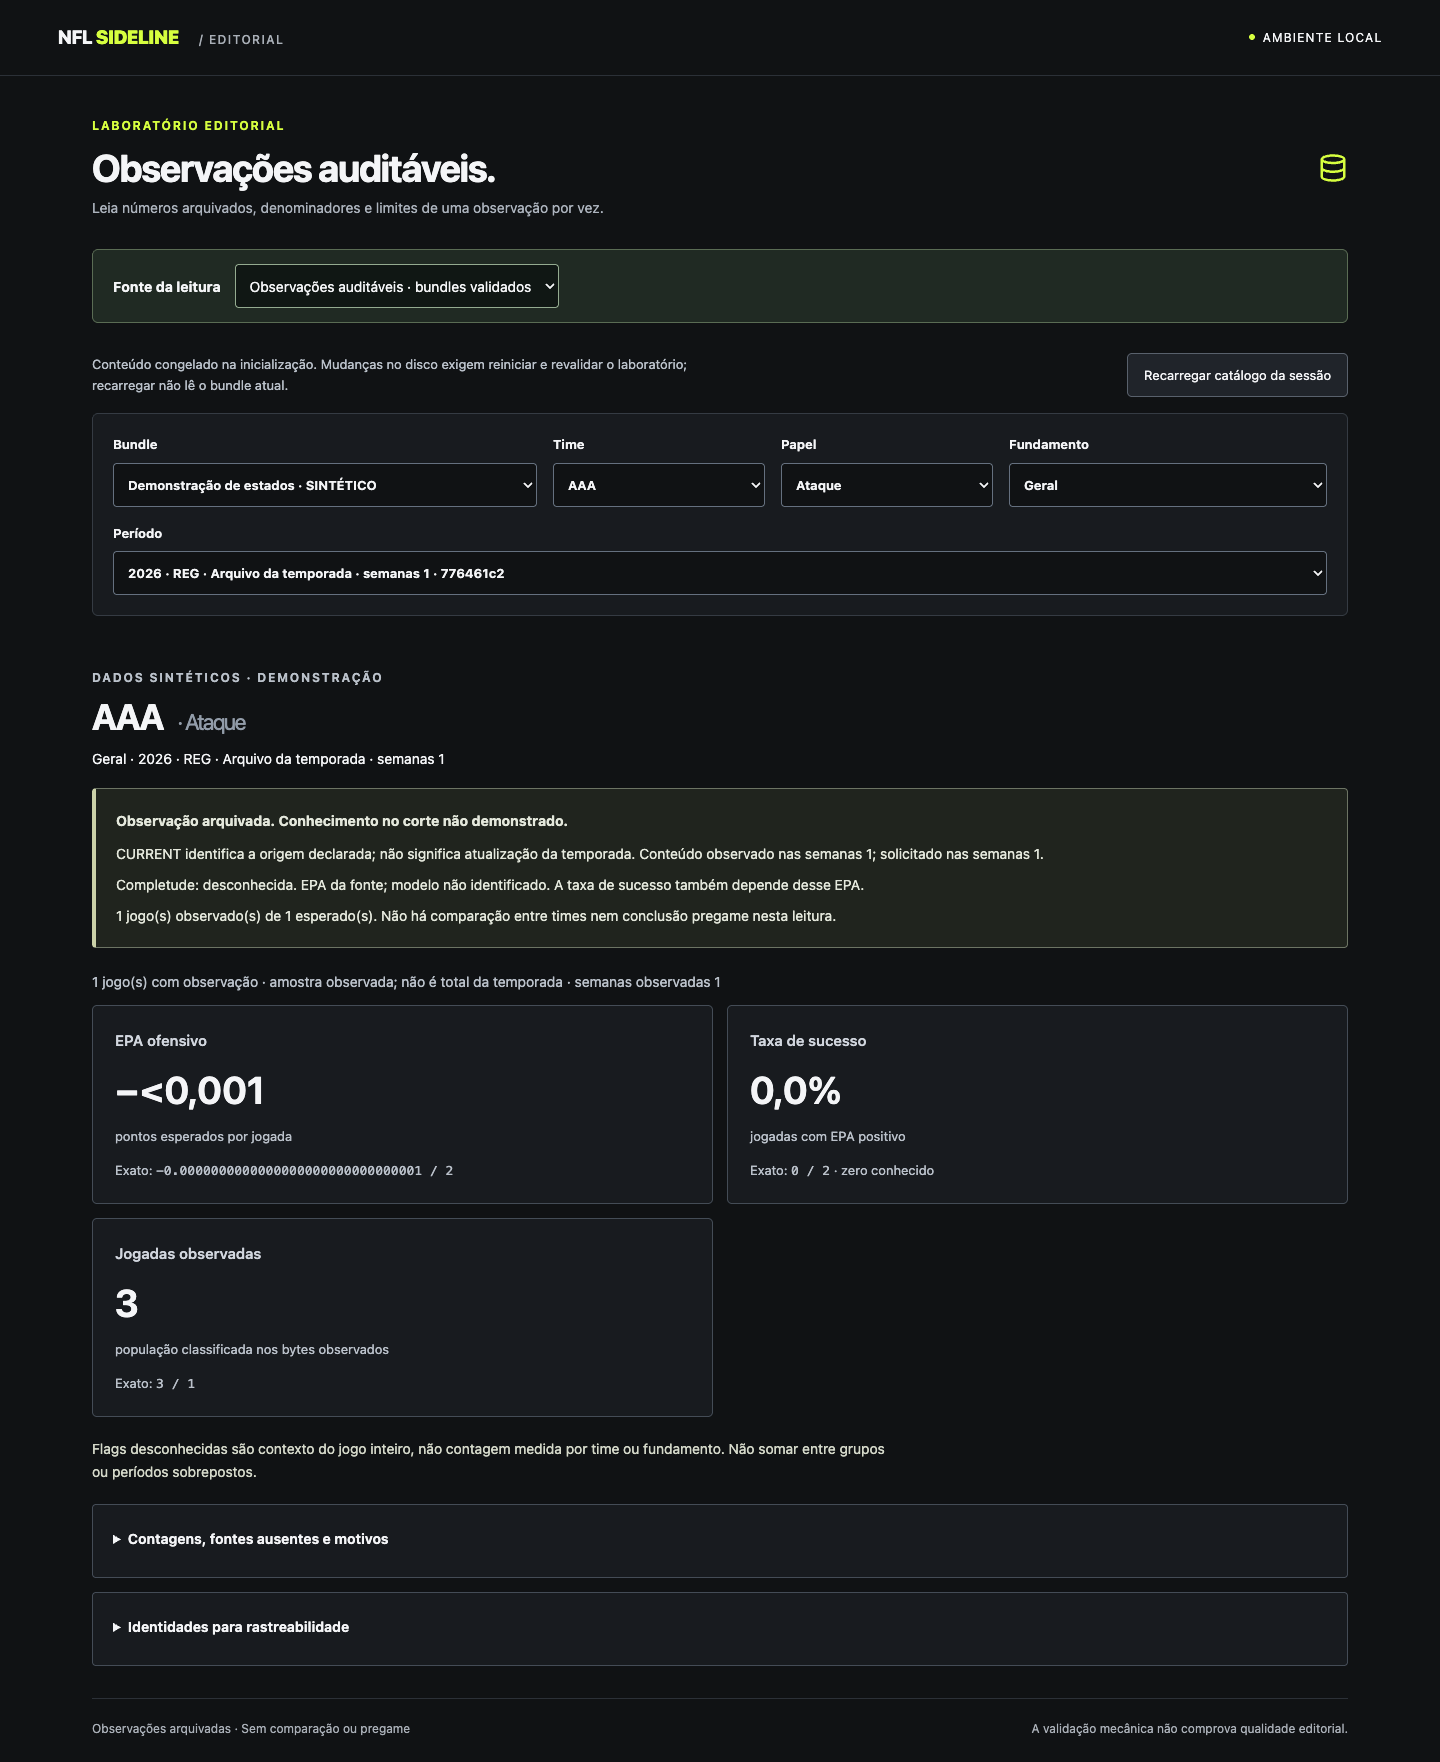 NFL SIDELINE / EDITORIAL
AMBIENTE LOCAL
LABORATÓRIO EDITORIAL
Observações auditáveis.
Leia números arquivados, denominadores e limites de uma observação por vez.
Fonte da leitura
Observações auditáveis · bundles validados
Conteúdo congelado na inicialização. Mudanças no disco exigem reiniciar e revalidar o laboratório;
recarregar não lê o bundle atual.
Recarregar catálogo da sessão
Bundle
Demonstração de estados · SINTÉTICO
Time
AAA
Papel
Ataque
Fundamento
Geral
Período
2026 · REG · Arquivo da temporada · semanas 1 · 776461c2
DADOS SINTÉTICOS · DEMONSTRAÇÃO
AAA · Ataque
Geral · 2026 · REG · Arquivo da temporada · semanas 1
Observação arquivada. Conhecimento no corte não demonstrado.
CURRENT identifica a origem declarada; não significa atualização da temporada. Conteúdo observado nas semanas 1; solicitado nas semanas 1.
Completude: desconhecida. EPA da fonte; modelo não identificado. A taxa de sucesso também depende desse EPA.
1 jogo(s) observado(s) de 1 esperado(s). Não há comparação entre times nem conclusão pregame nesta leitura.
1 jogo(s) com observação · amostra observada; não é total da temporada · semanas observadas 1
EPA ofensivo
−<0,001
pontos esperados por jogada
Exato: −0.0000000000000000000000000000001 / 2
Taxa de sucesso
0,0%
jogadas com EPA positivo
Exato: 0 / 2 · zero conhecido
Jogadas observadas
3
população classificada nos bytes observados
Exato: 3 / 1
Flags desconhecidas são contexto do jogo inteiro, não contagem medida por time ou fundamento. Não somar entre grupos
ou períodos sobrepostos.
Contagens, fontes ausentes e motivos
Identidades para rastreabilidade
Observações arquivadas · Sem comparação ou pregame
A validação mecânica não comprova qualidade editorial.